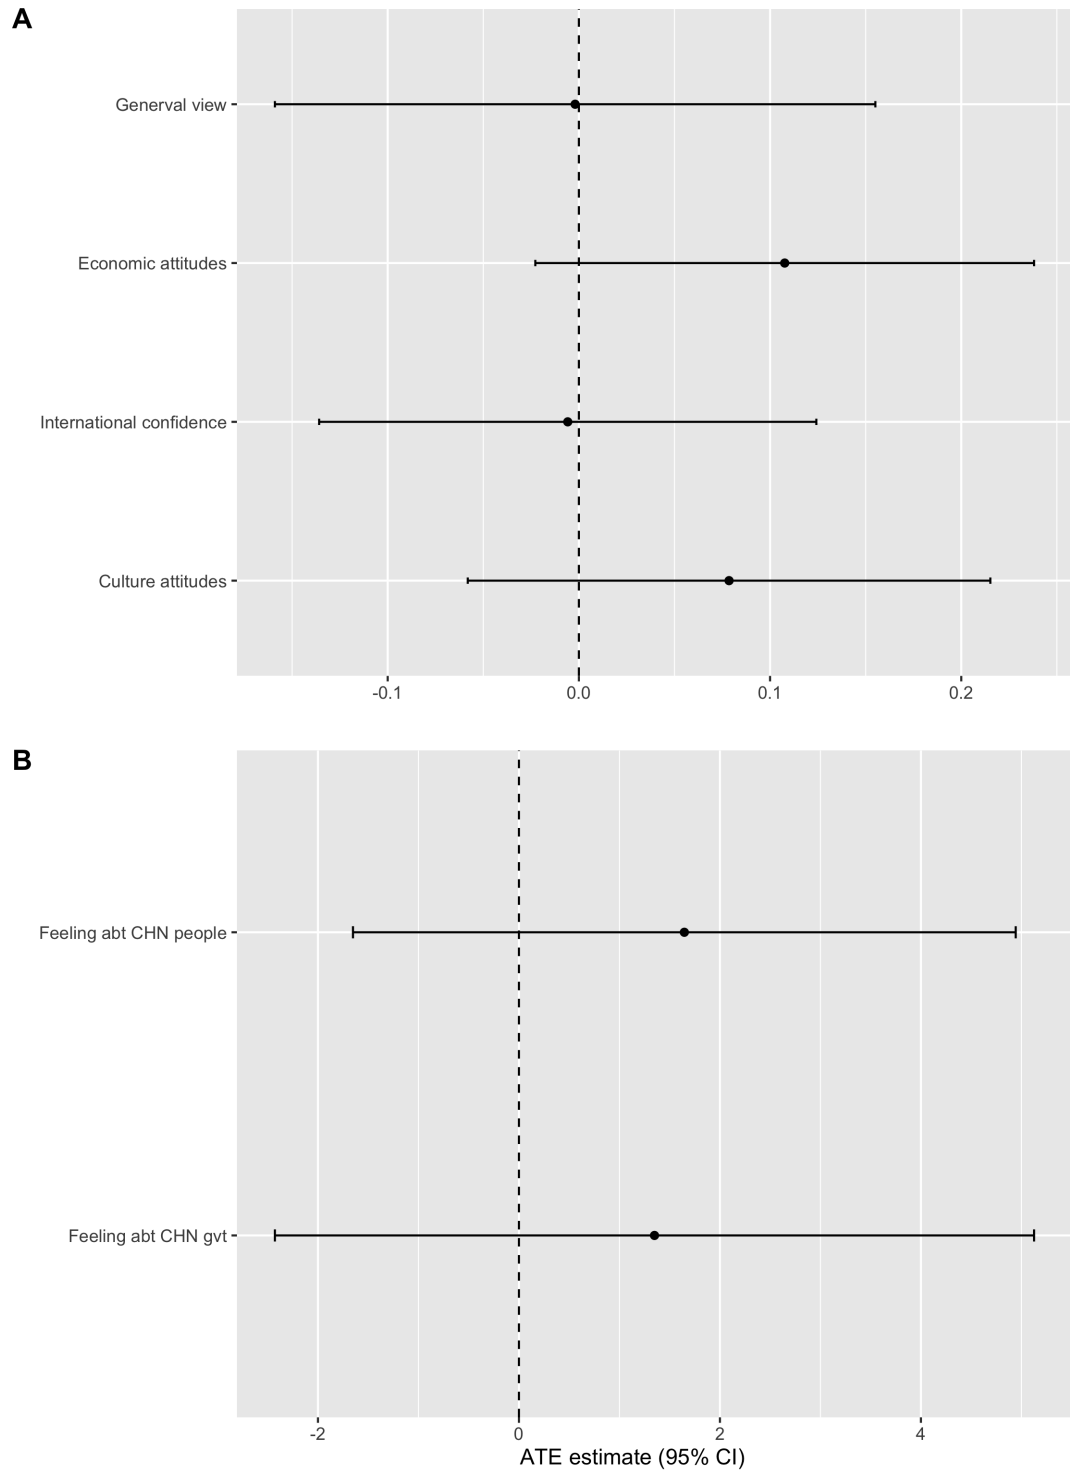 A
Generval view
Economic attitudes
International confidence
Culture attitudes
-0.1 0.0 0.1 0.2
B
Feeling abt CHN people
Feeling abt CHN gvt
-2 0 2 4
ATE estimate (95% CI)